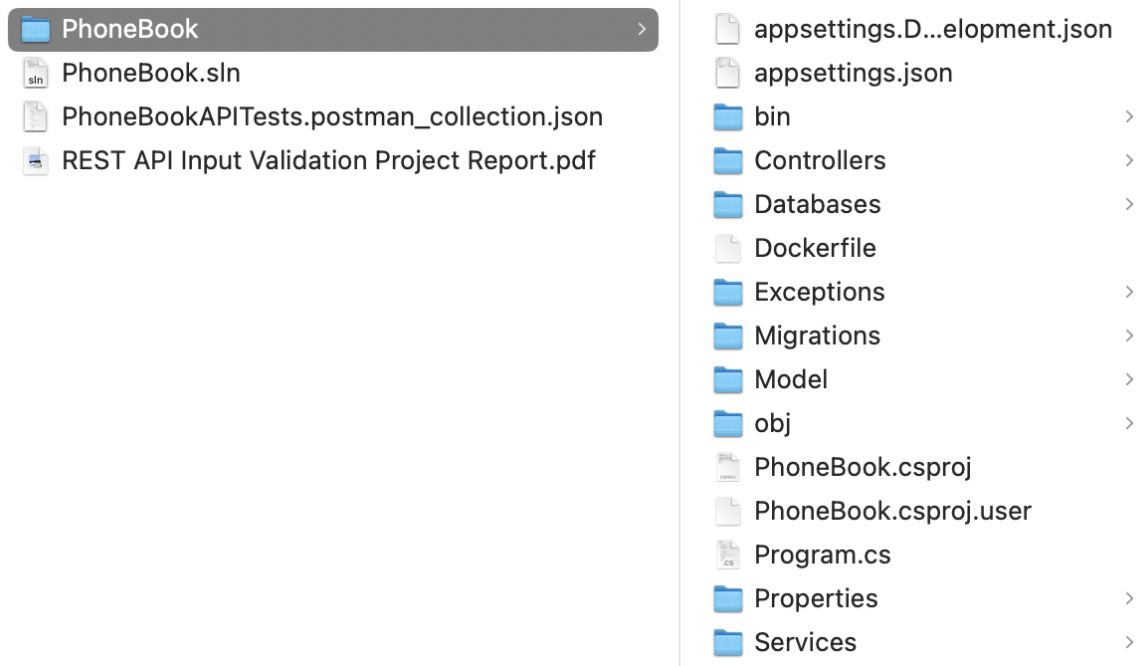 PhoneBook
PhoneBook.sln
PhoneBookAPITests.postman_collection.json
REST API Input Validation Project Report.pdf
appsettings.D...elopment.json
appsettings.json
bin
Controllers
Databases
Dockerfile
Exceptions
Migrations
Model
obj
PhoneBook.csproj
PhoneBook.csproj.user
Program.cs
Properties
Services